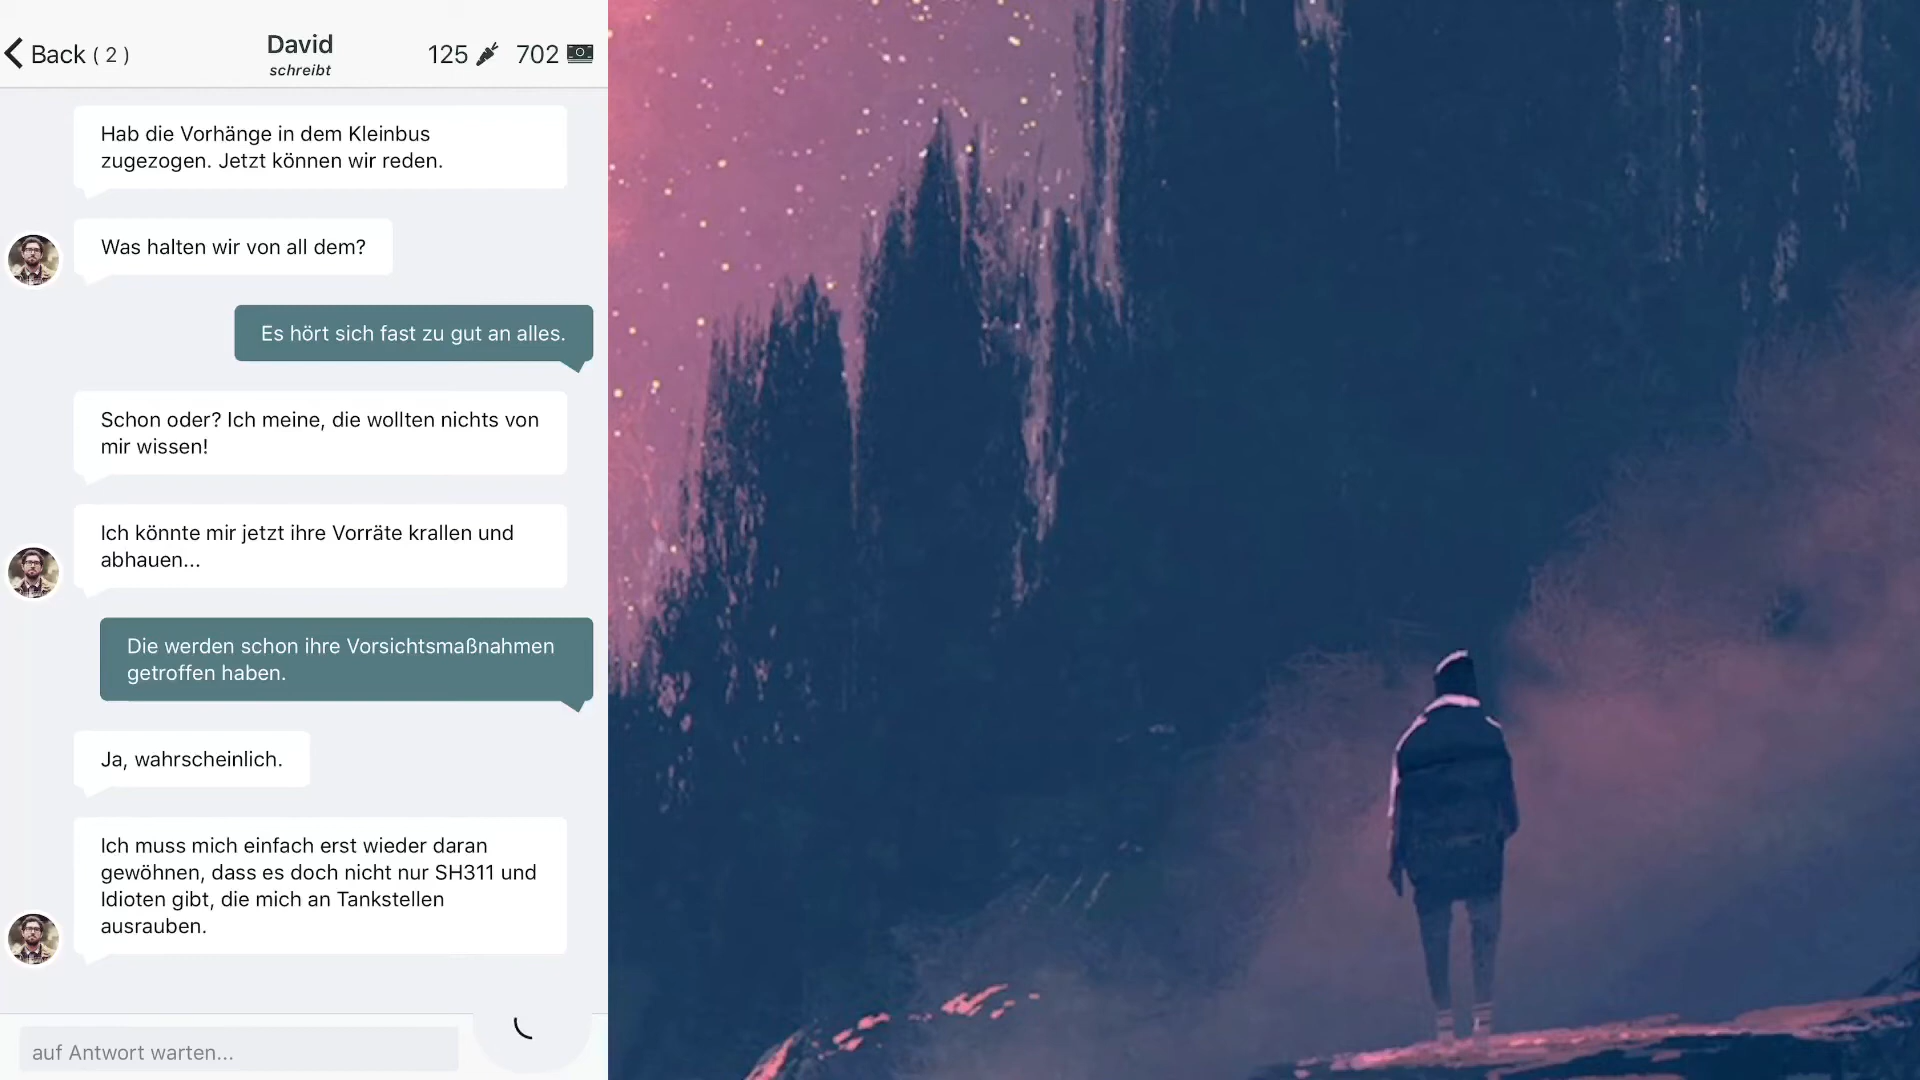 Back ( 2 )
David
schreibt
125
702
Hab die Vorhänge in dem Kleinbus
zugezogen. Jetzt können wir reden.
Was halten wir von all dem?
Es hört sich fast zu gut an alles.
Schon oder? Ich meine, die wollten nichts von
mir wissen!
Ich könnte mir jetzt ihre Vorräte krallen und
abhauen...
Die werden schon ihre Vorsichtsmaßnahmen
getroffen haben.
Ja, wahrscheinlich.
Ich muss mich einfach erst wieder daran
gewöhnen, dass es doch nicht nur SH311 und
Idioten gibt, die mich an Tankstellen
ausrauben.
auf Antwort warten...